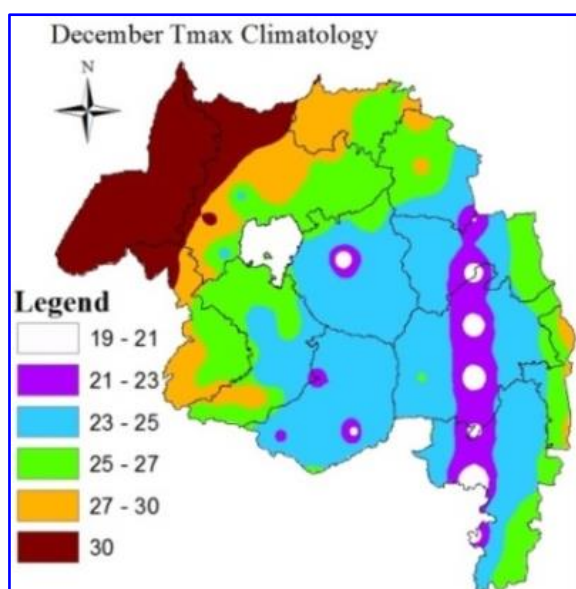 December Tmax Climatology
N
Legend
19 - 21
21 - 23
23 - 25
25 - 27
27 - 30
30